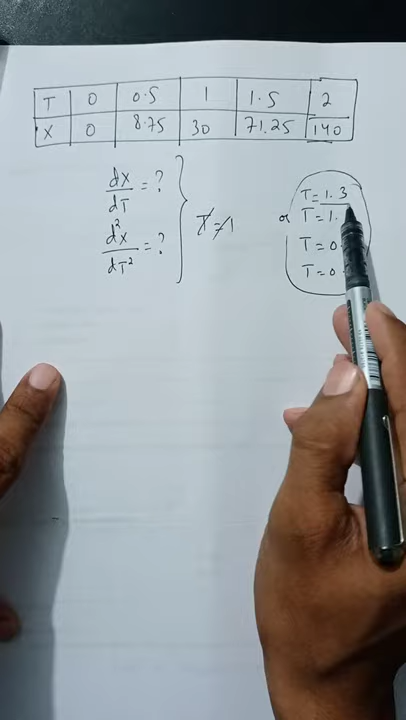 T 0 0.5 1 1.5 2
X 0 8.75 30 71.25 140
dx/dT = ?
d²x/dT² = ?
T=1
T=1.3
or T=1.
T=0.
T=0.